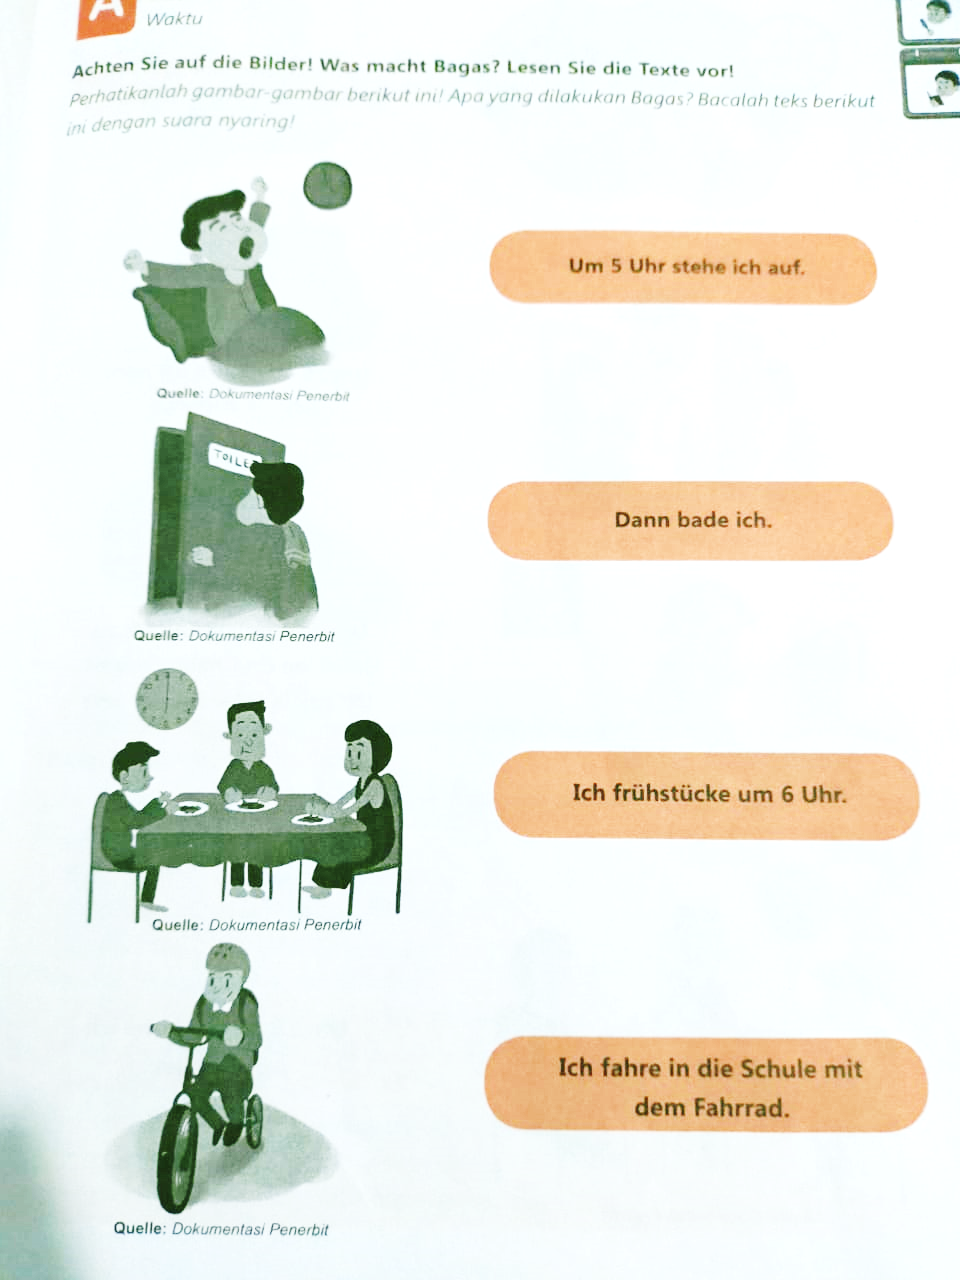 A
Waktu
Achten Sie auf die Bilder! Was macht Bagas? Lesen Sie die Texte vor!
Perhatikanlah gambar-gambar berikut ini! Apa yang dilakukan Bagas? Bacalah teks berikut
ini dengan suara nyaring!
Um 5 Uhr stehe ich auf.
Quelle: Dokumentasi Penerbit
TOILE
Dann bade ich.
Quelle: Dokumentasi Penerbit
Ich frühstücke um 6 Uhr.
Quelle: Dokumentasi Penerbit
Ich fahre in die Schule mit
dem Fahrrad.
Quelle: Dokumentasi Penerbit